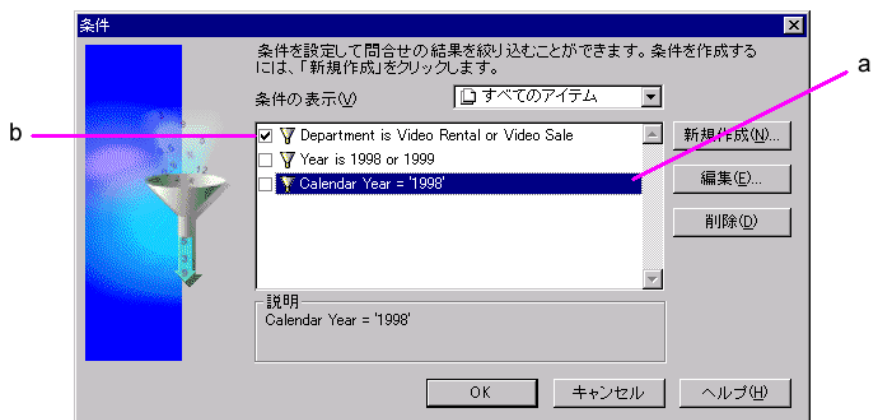 条件
条件を設定して問合せの結果を絞り込むことができます。条件を作成する
には、「新規作成」をクリックします。
条件の表示(V)
すべてのアイテム
a
b
Department is Video Rental or Video Sale
Year is 1998 or 1999
Calendar Year = '1998'
新規作成(N)...
編集(E)...
削除(D)
説明
Calendar Year = '1998'
OK
キャンセル
ヘルプ(H)